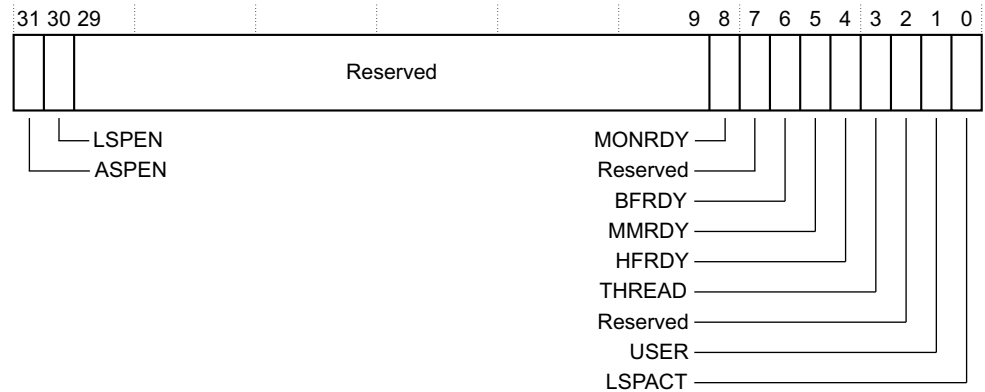 31 30 29 9 8 7 6 5 4 3 2 1 0
Reserved
LSPEN MONRDY
ASPEN Reserved
BFRDY
MMRDY
HFRDY
THREAD
Reserved
USER
LSPACT